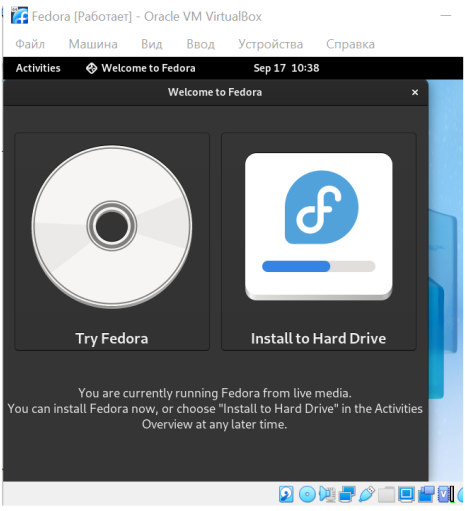 Fedora [Работает] - Oracle VM VirtualBox
Файл Машина Вид Ввод Устройства Справка
Activities Welcome to Fedora Sep 17 10:38
Welcome to Fedora
Try Fedora Install to Hard Drive
You are currently running Fedora from live media.
You can install Fedora now, or choose "Install to Hard Drive" in the Activities
Overview at any later time.